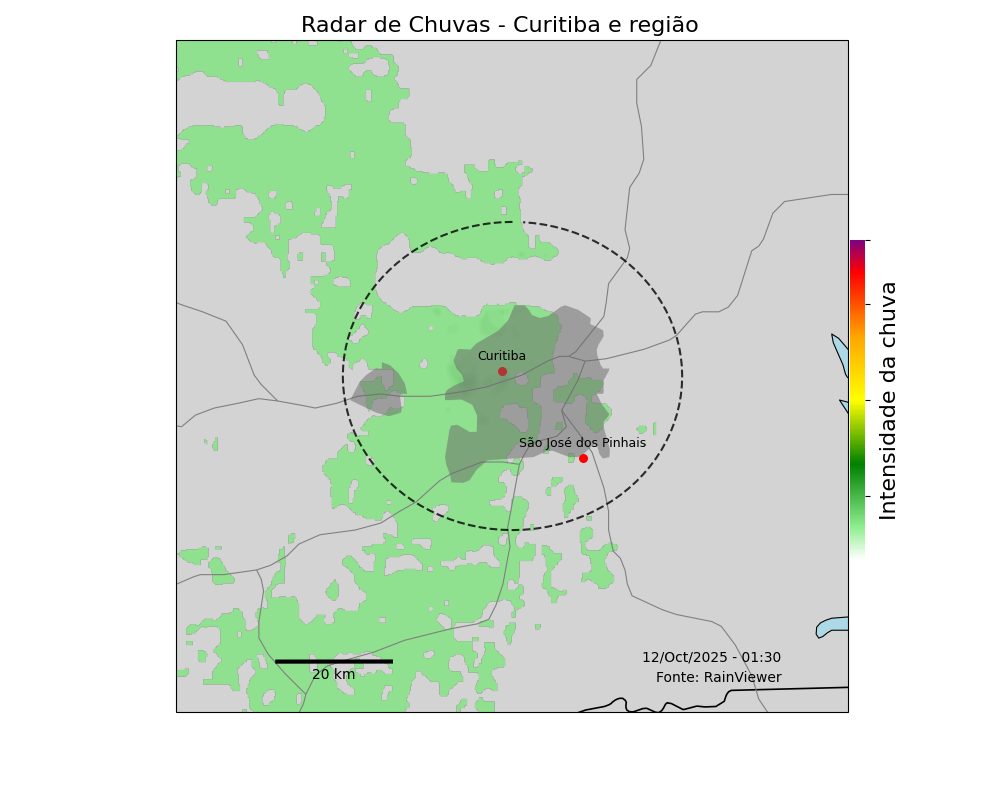 Radar de Chuvas - Curitiba e região
Curitiba
São José dos Pinhais
Intensidade da chuva
12/Oct/2025 - 01:30
Fonte: RainViewer
20 km